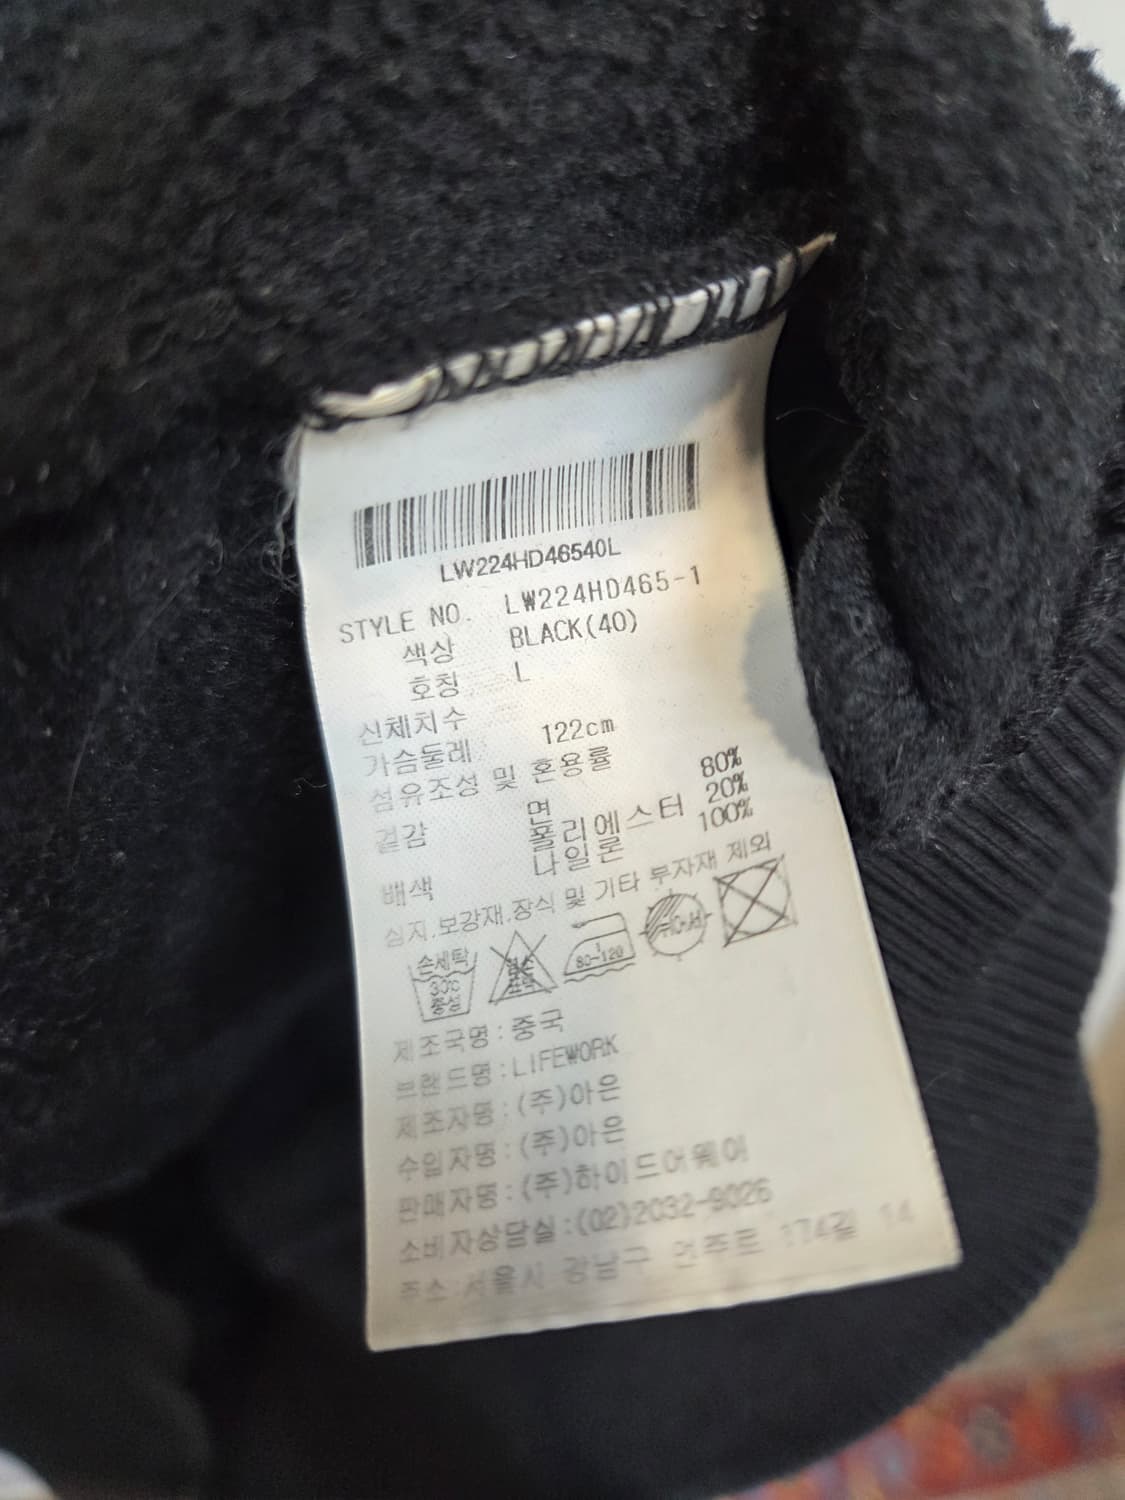 LW224HD46540L
STYLE NO. LW224HD465-1
색상 BLACK(40)
호칭 L
신체치수
가슴둘레 122cm
섬유조성 및 혼용률
겉감 면 80%
폴리에스터 20%
배색 나일론 100%
심지.보강재.장식 및 기타 투자재 제외
손세탁
30℃
중성
80-120
제조국명:중국
브랜드명:LIFEWORK
제조자명:(주)아은
수입자명:(주)아은
판매자명:(주)하이드어웨이
소비자상담실:(02)2032-9026
주소:서울시 강남구 언주로 174길 14